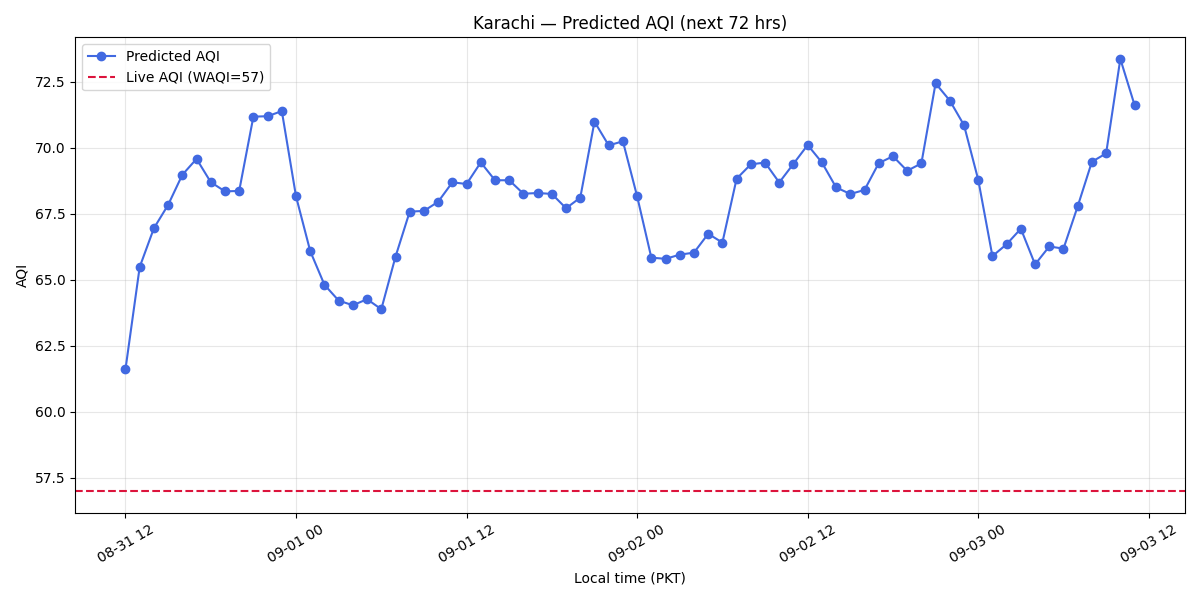 Karachi — Predicted AQI (next 72 hrs)
Predicted AQI
Live AQI (WAQI=57)
72.5
70.0
67.5
65.0
62.5
60.0
57.5
AQI
08-31 12
09-01 00
09-01 12
09-02 00
09-02 12
09-03 00
09-03 12
Local time (PKT)